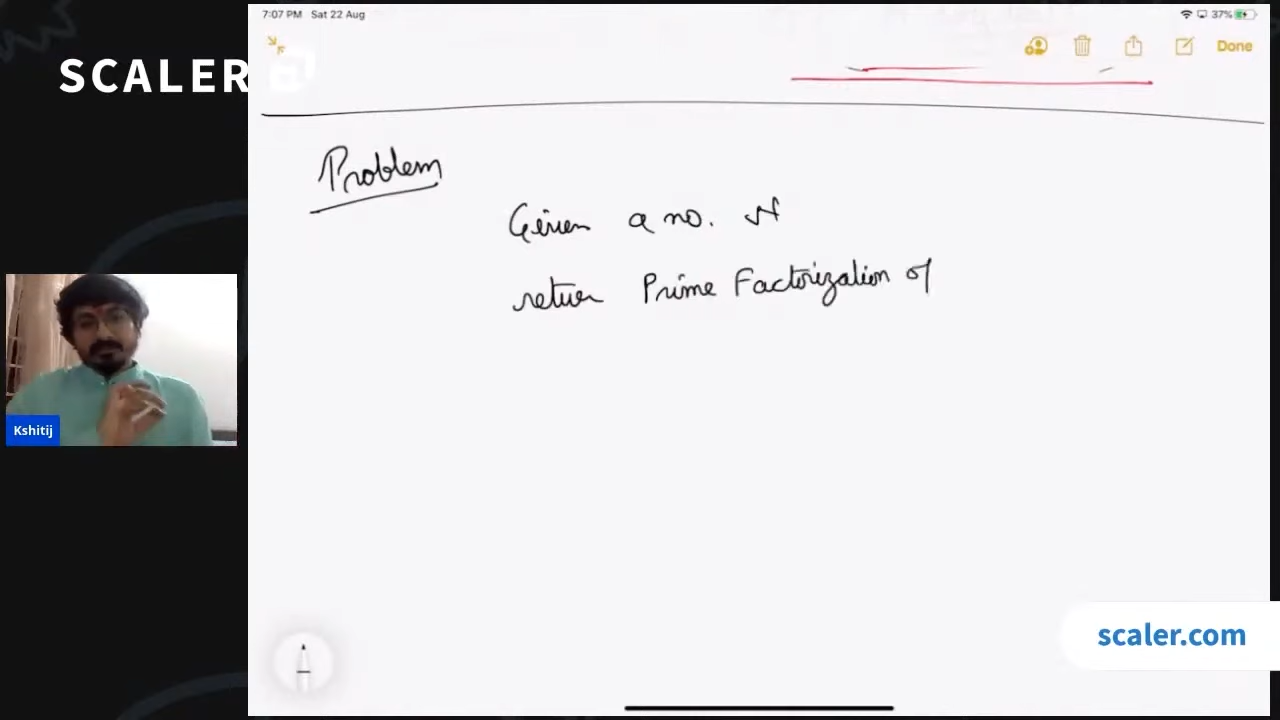 7:07 PM Sat 22 Aug
37%
SCALER
Done
Problem
Given a no. N
return Prime Factorization of
Kshitij
scaler.com